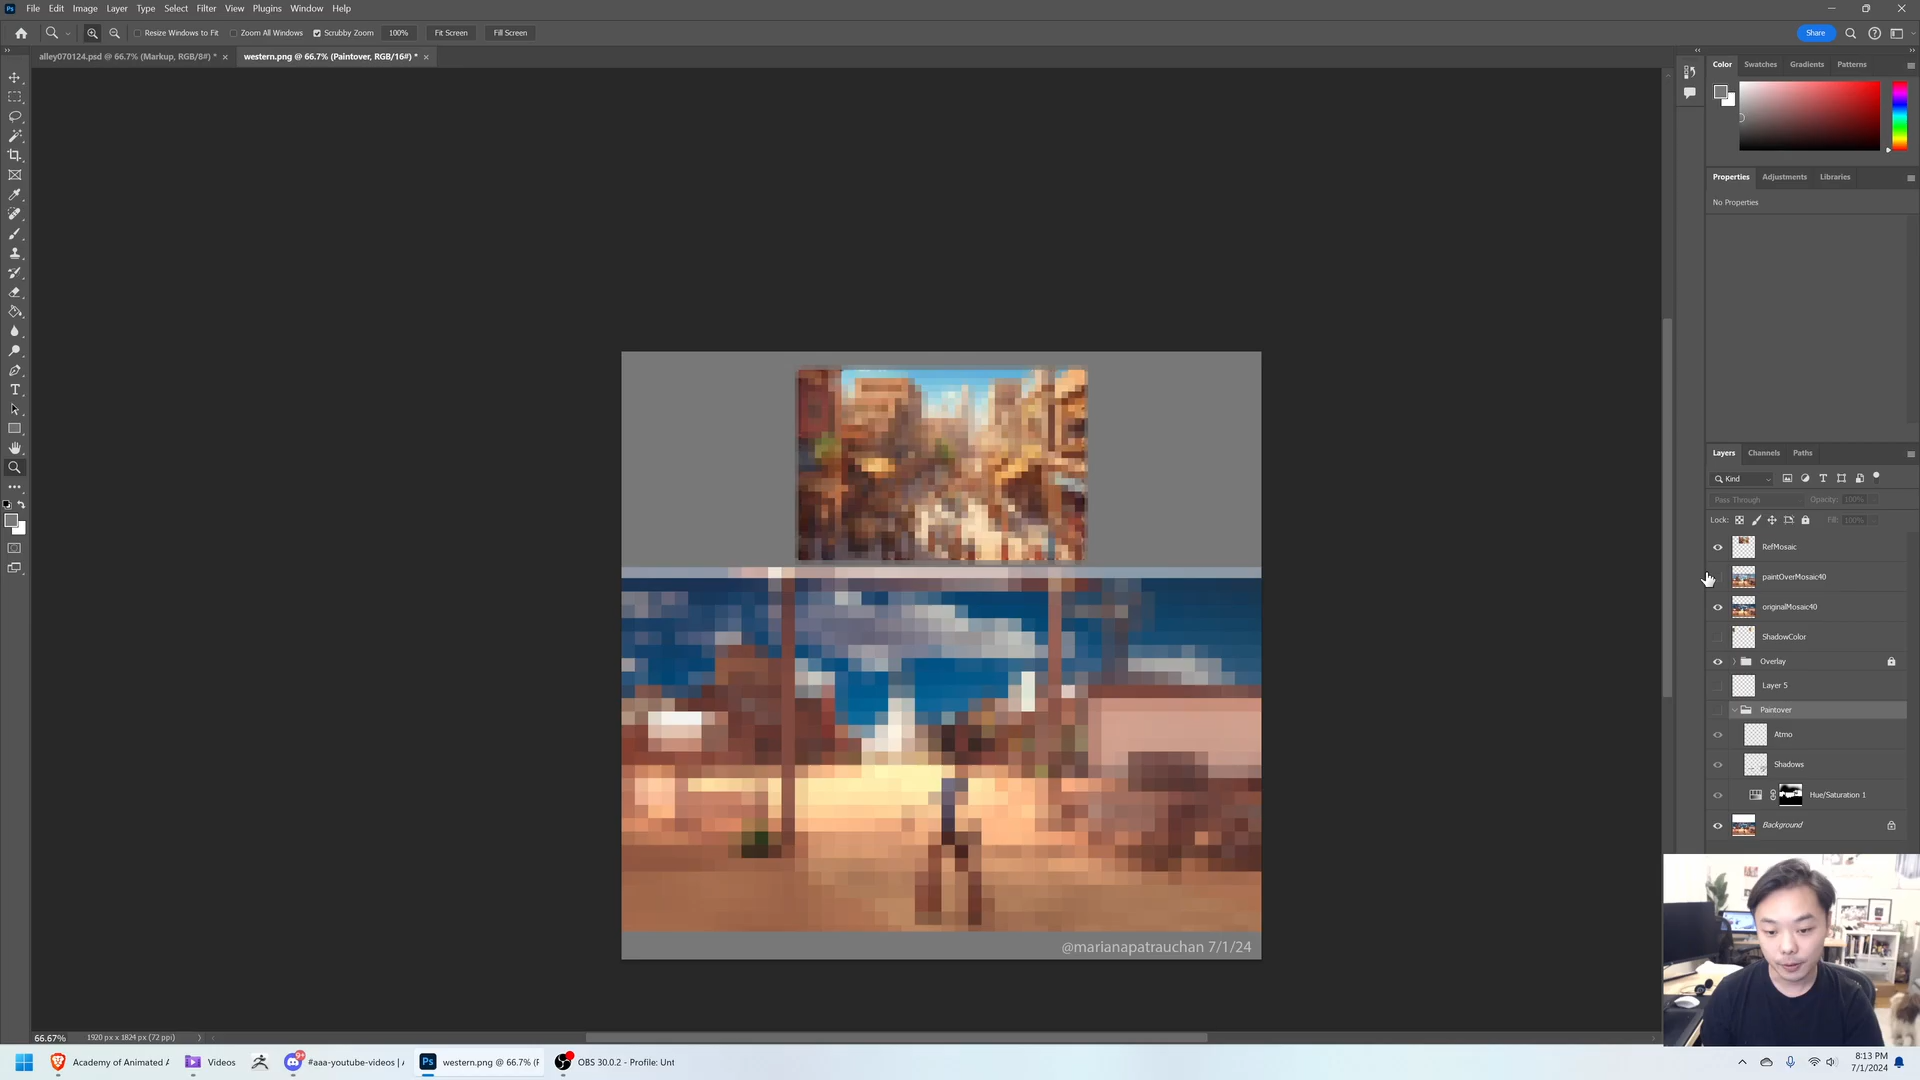 File Edit Image Layer Type Select Filter View Plugins Window Help
Resize Windows to Fit Zoom All Windows Scrubby Zoom 100% Fit Screen Fill Screen Share
alley070124.psd @ 66.7% (Markup, RGB/8#) * western.png @ 66.7% (Paintover, RGB/16#) *
Color Swatches Gradients Patterns
Properties Adjustments Libraries
No Properties
Layers Channels Paths
Kind
Pass Through Opacity: 100%
Lock: Fill: 100%
RefMosaic
paintOverMosaic40
originalMosaic40
ShadowColor
Overlay
Layer 5
Paintover
Atmo
Shadows
Hue/Saturation 1
Background
@marianapatrauchan 7/1/24
66.67% 1920 px x 1824 px (72 ppi)
Academy of Animated A Videos #aaa-youtube-videos | A western.png @ 66.7% (P OBS 30.0.2 - Profile: Unt
8:13 PM
7/1/2024